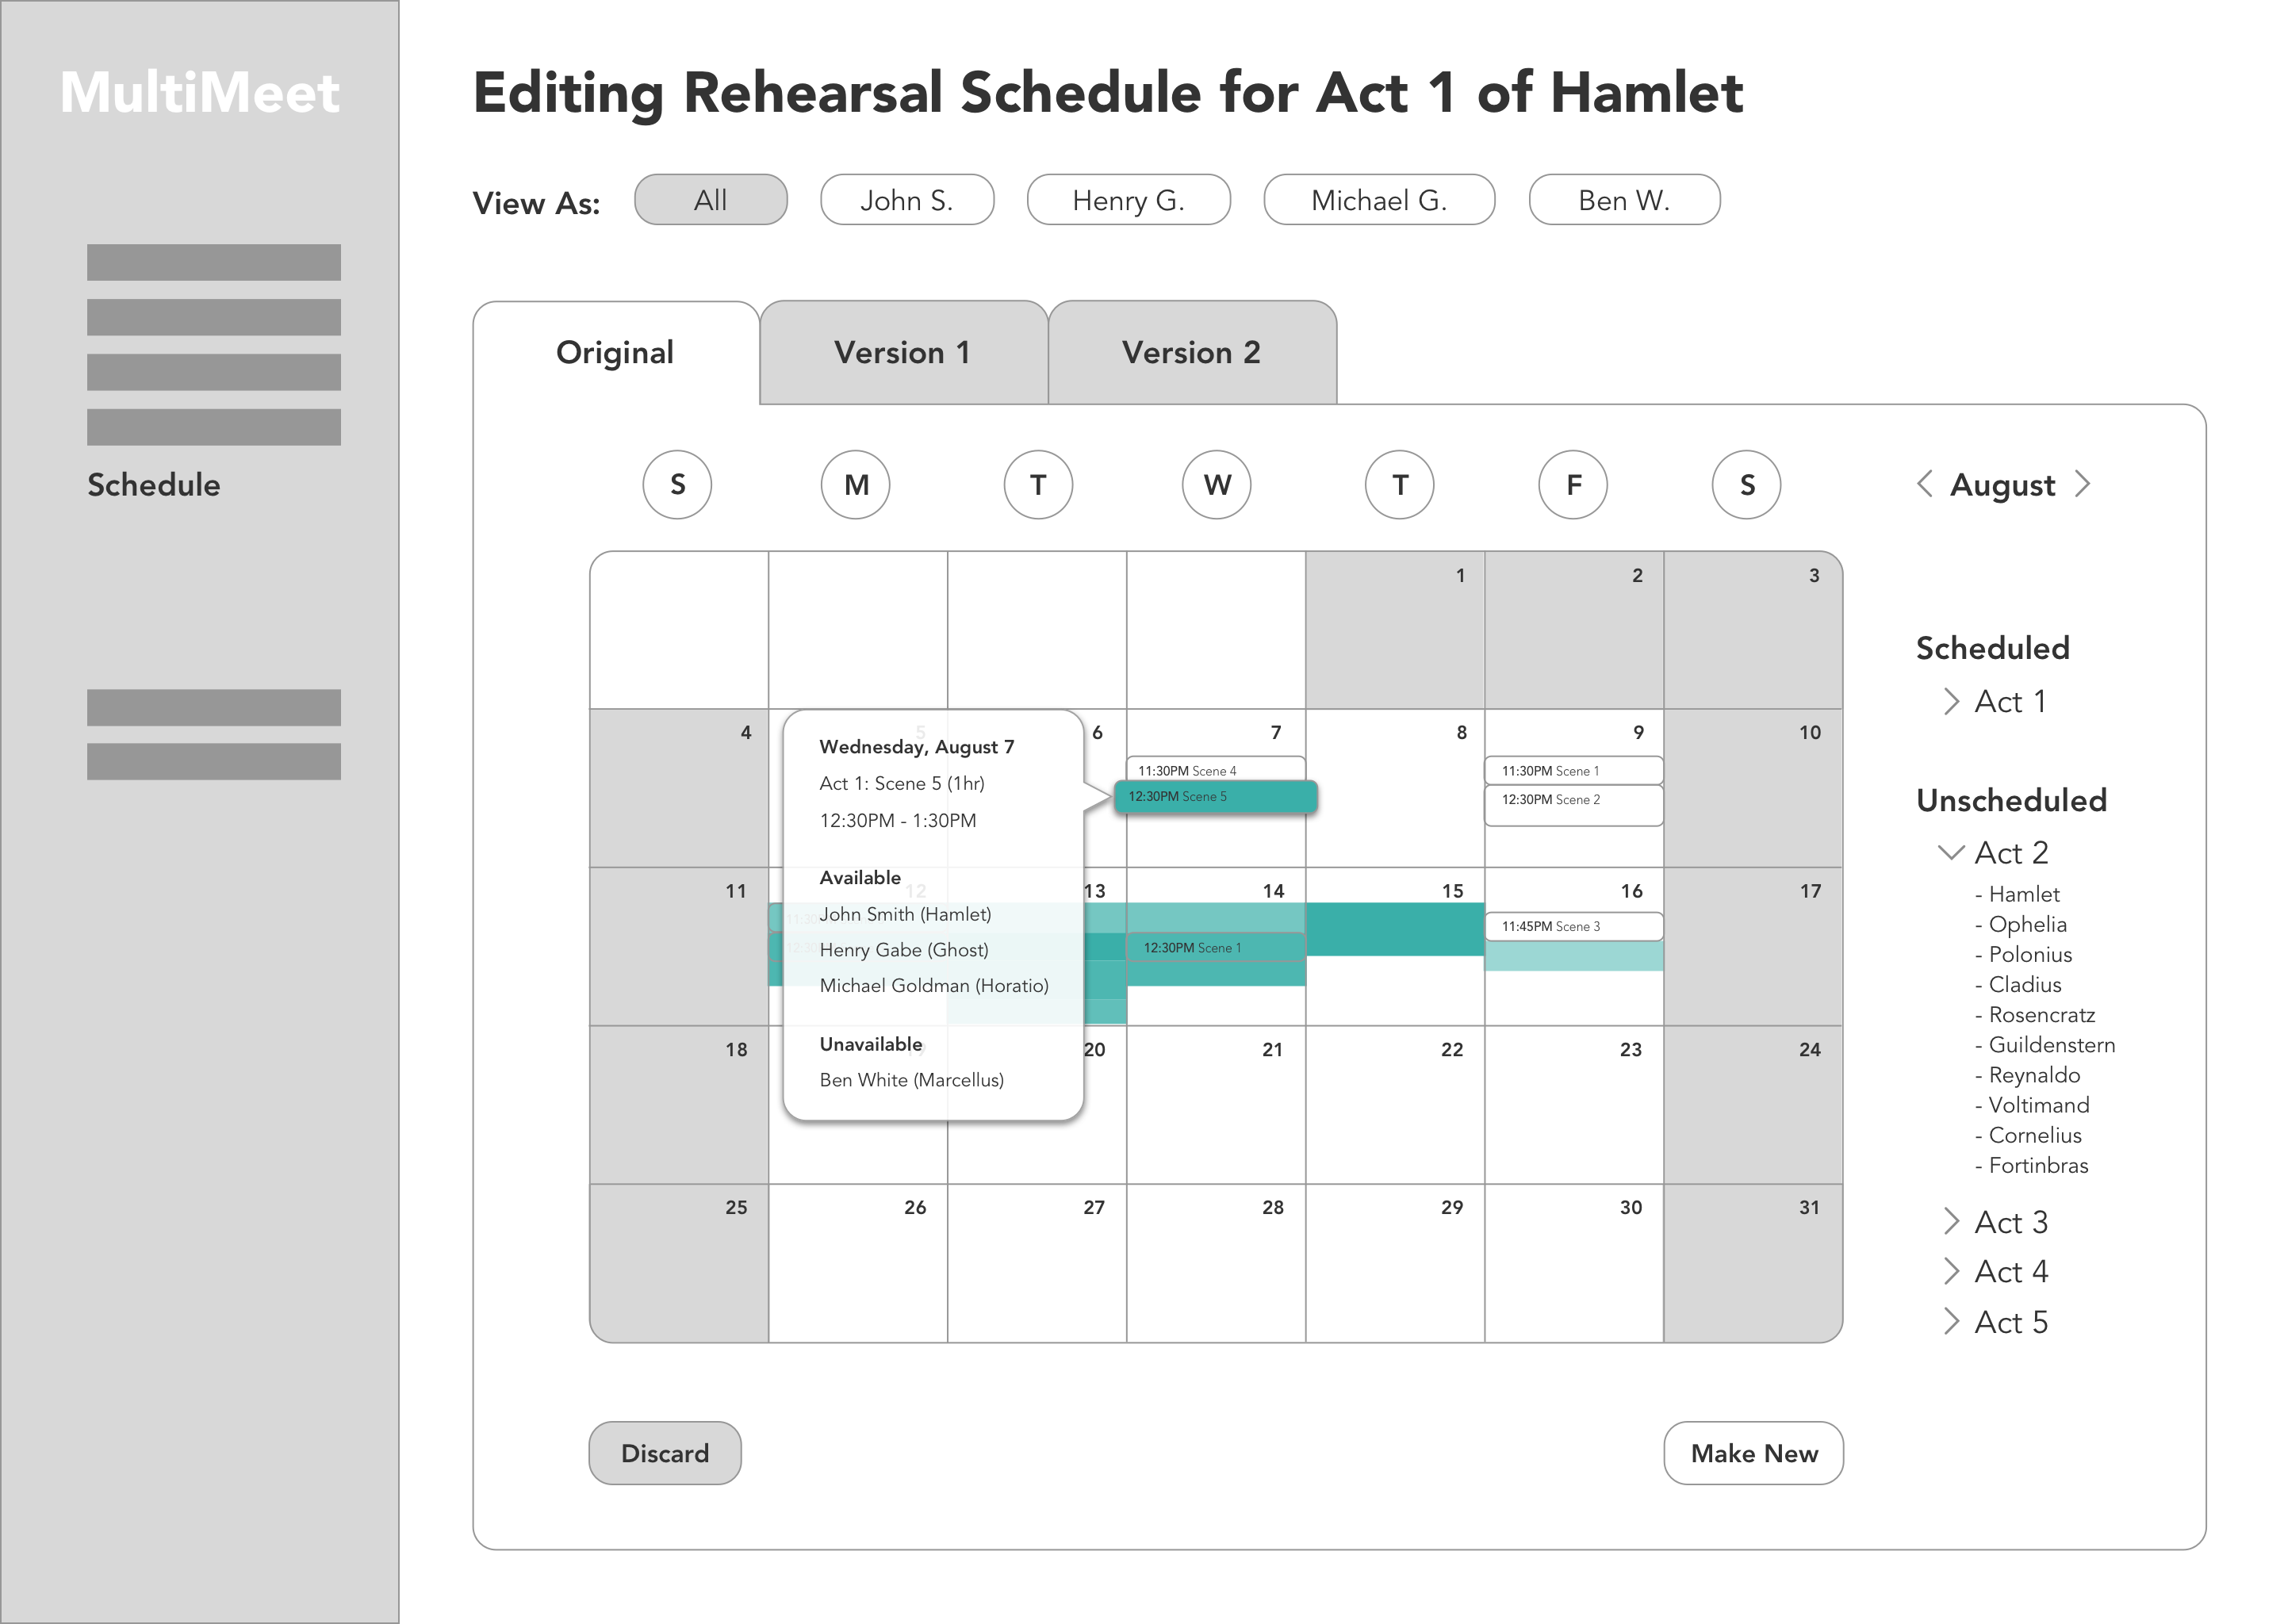 MultiMeet
Schedule
Editing Rehearsal Schedule for Act 1 of Hamlet
View As:
All
John S.
Henry G.
Michael G.
Ben W.
Original
Version 1
Version 2
S
M
T
W
T
F
S
August
1
2
3
4
5
6
7
8
9
10
11:30PM Scene 4
12:30PM Scene 5
11:30PM Scene 1
12:30PM Scene 2
Wednesday, August 7
Act 1: Scene 5 (1hr)
12:30PM - 1:30PM
Available
John Smith (Hamlet)
Henry Gabe (Ghost)
Michael Goldman (Horatio)
Unavailable
Ben White (Marcellus)
11
12
13
14
15
16
17
12:30PM Scene 1
11:45PM Scene 3
18
20
21
22
23
24
25
26
27
28
29
30
31
Scheduled
Act 1
Unscheduled
Act 2
- Hamlet
- Ophelia
- Polonius
- Cladius
- Rosencratz
- Guildenstern
- Reynaldo
- Voltimand
- Cornelius
- Fortinbras
Act 3
Act 4
Act 5
Discard
Make New